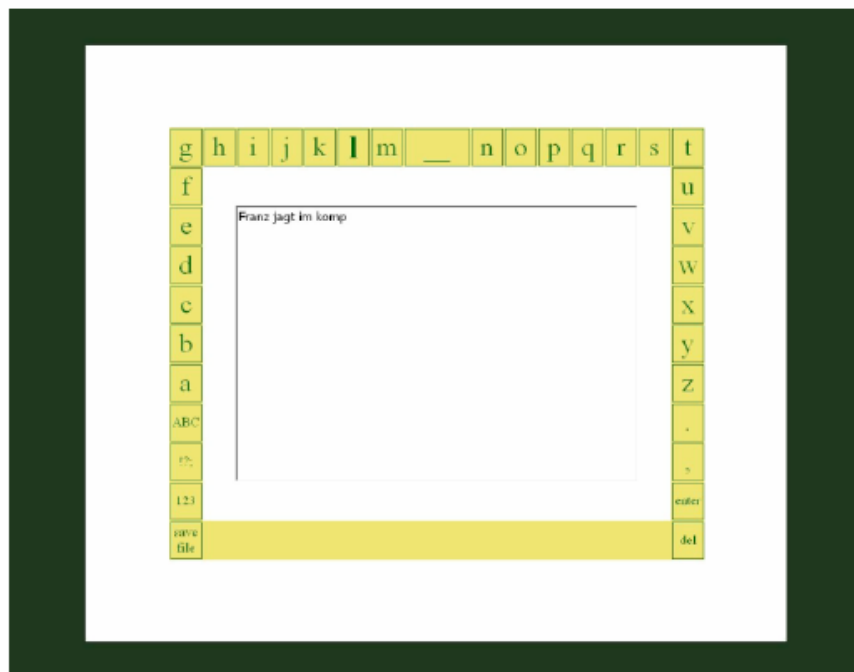 g h i j k l m __ n o p q r s t
f u
Franz jagt im komp
e v
d w
c x
b y
a z
ABC .
123 enter
save
file del